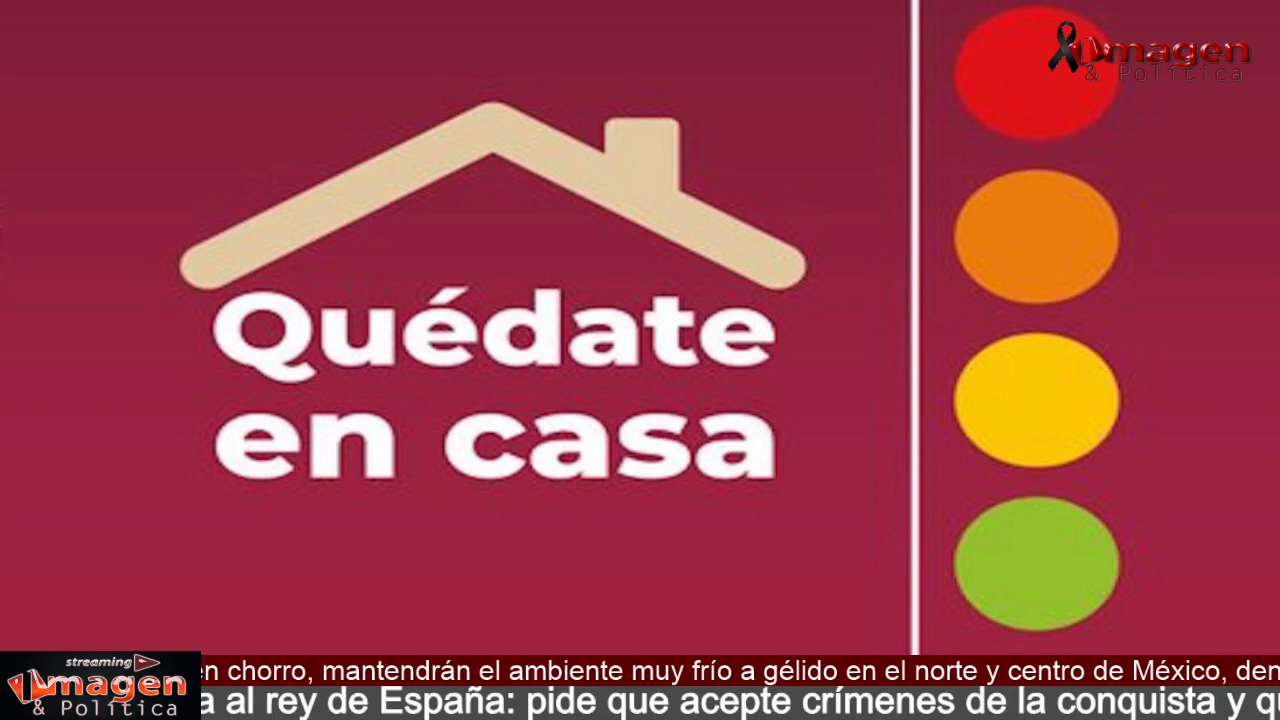 Imagen
& Política
Quédate
en casa
streaming
Imagen
& Política
en chorro, mantendrán el ambiente muy frío a gélido en el norte y centro de México, den
a al rey de España: pide que acepte crímenes de la conquista y qu